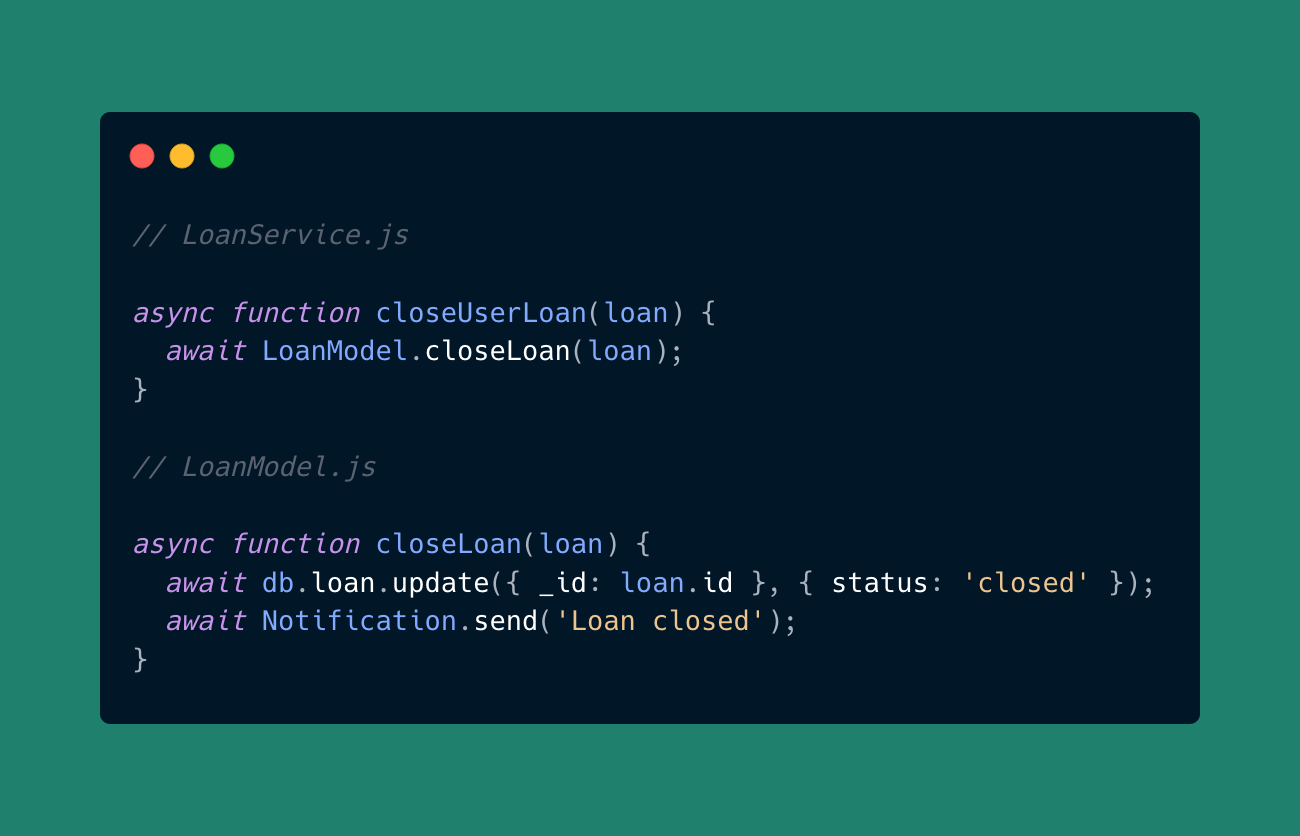 // LoanService.js
async function closeUserLoan(loan) {
  await LoanModel.closeLoan(loan);
}
// LoanModel.js
async function closeLoan(loan) {
  await db.loan.update({ _id: loan.id }, { status: 'closed' });
  await Notification.send('Loan closed');
}